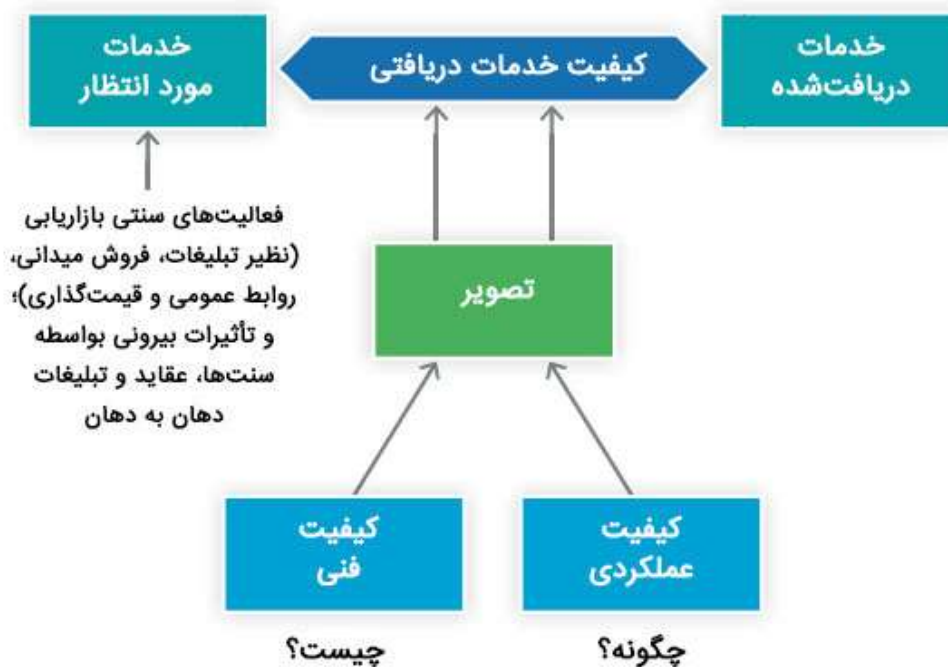 خدمات
دریافت‌شده
کیفیت خدمات دریافتی
خدمات
مورد انتظار
فعالیت‌های سنتی بازاریابی
(نظیر تبلیغات، فروش میدانی،
روابط عمومی و قیمت‌گذاری)؛
و تأثیرات بیرونی بواسطه
سنت‌ها، عقاید و تبلیغات
دهان به دهان
تصویر
کیفیت
عملکردی
چگونه؟
کیفیت
فنی
چیست؟